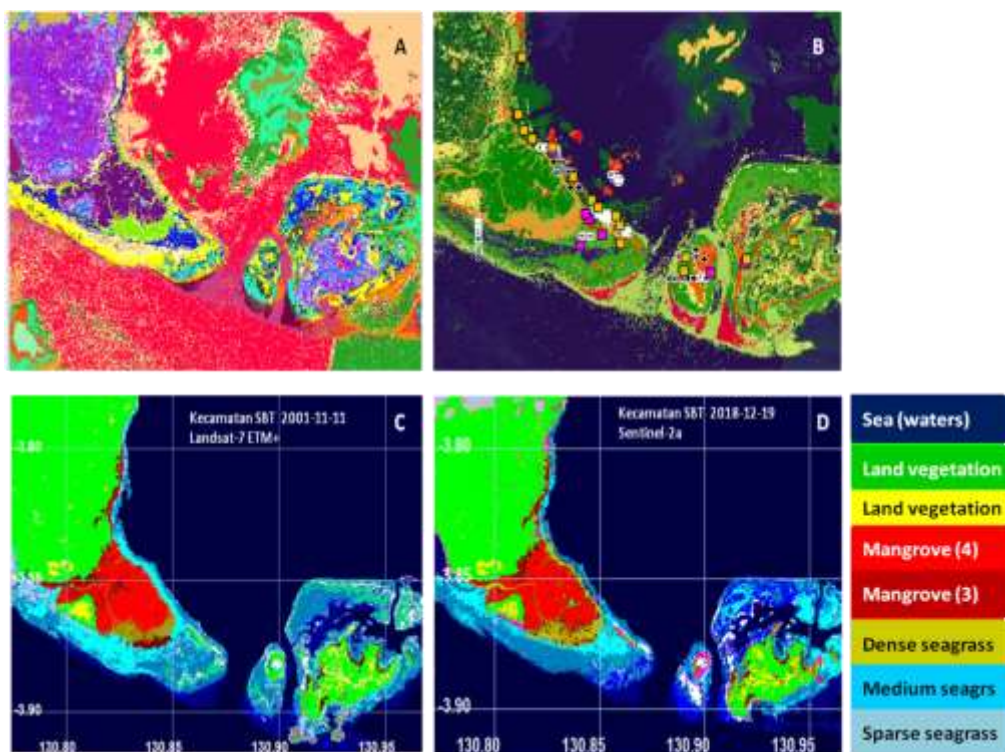 A
B
Kecamatan SBT 2001-11-11
Landsat-7 ETM+
C
-3.80
-3.90
130.80
130.85
130.90
130.95
Kecamatan SBT 2018-12-19
Sentinel-2a
D
-3.80
-3.85
-3.90
130.80
130.85
130.90
130.95
Sea (waters)
Land vegetation
Land vegetation
Mangrove (4)
Mangrove (3)
Dense seagrass
Medium seagrs
Sparse seagrass